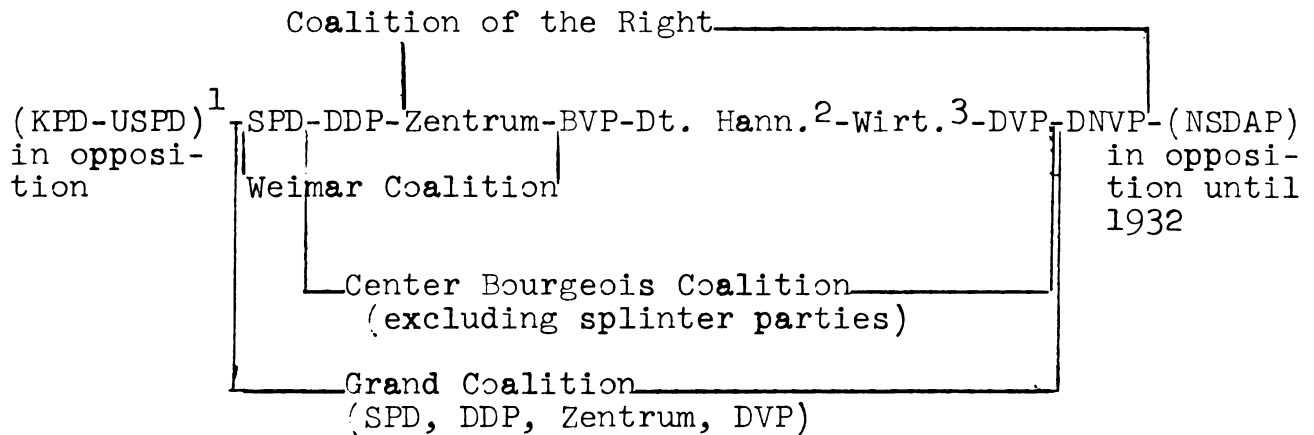 Coalition of the Right
(KPD-USPD)1-SPD-DDP-Zentrum-BVP-Dt. Hann.2-Wirt.3-DVP-DNVP-(NSDAP)
in opposi-
tion
Weimar Coalition
in opposi-
tion until
1932
Center Bourgeois Coalition
(excluding splinter parties)
Grand Coalition
(SPD, DDP, Zentrum, DVP)